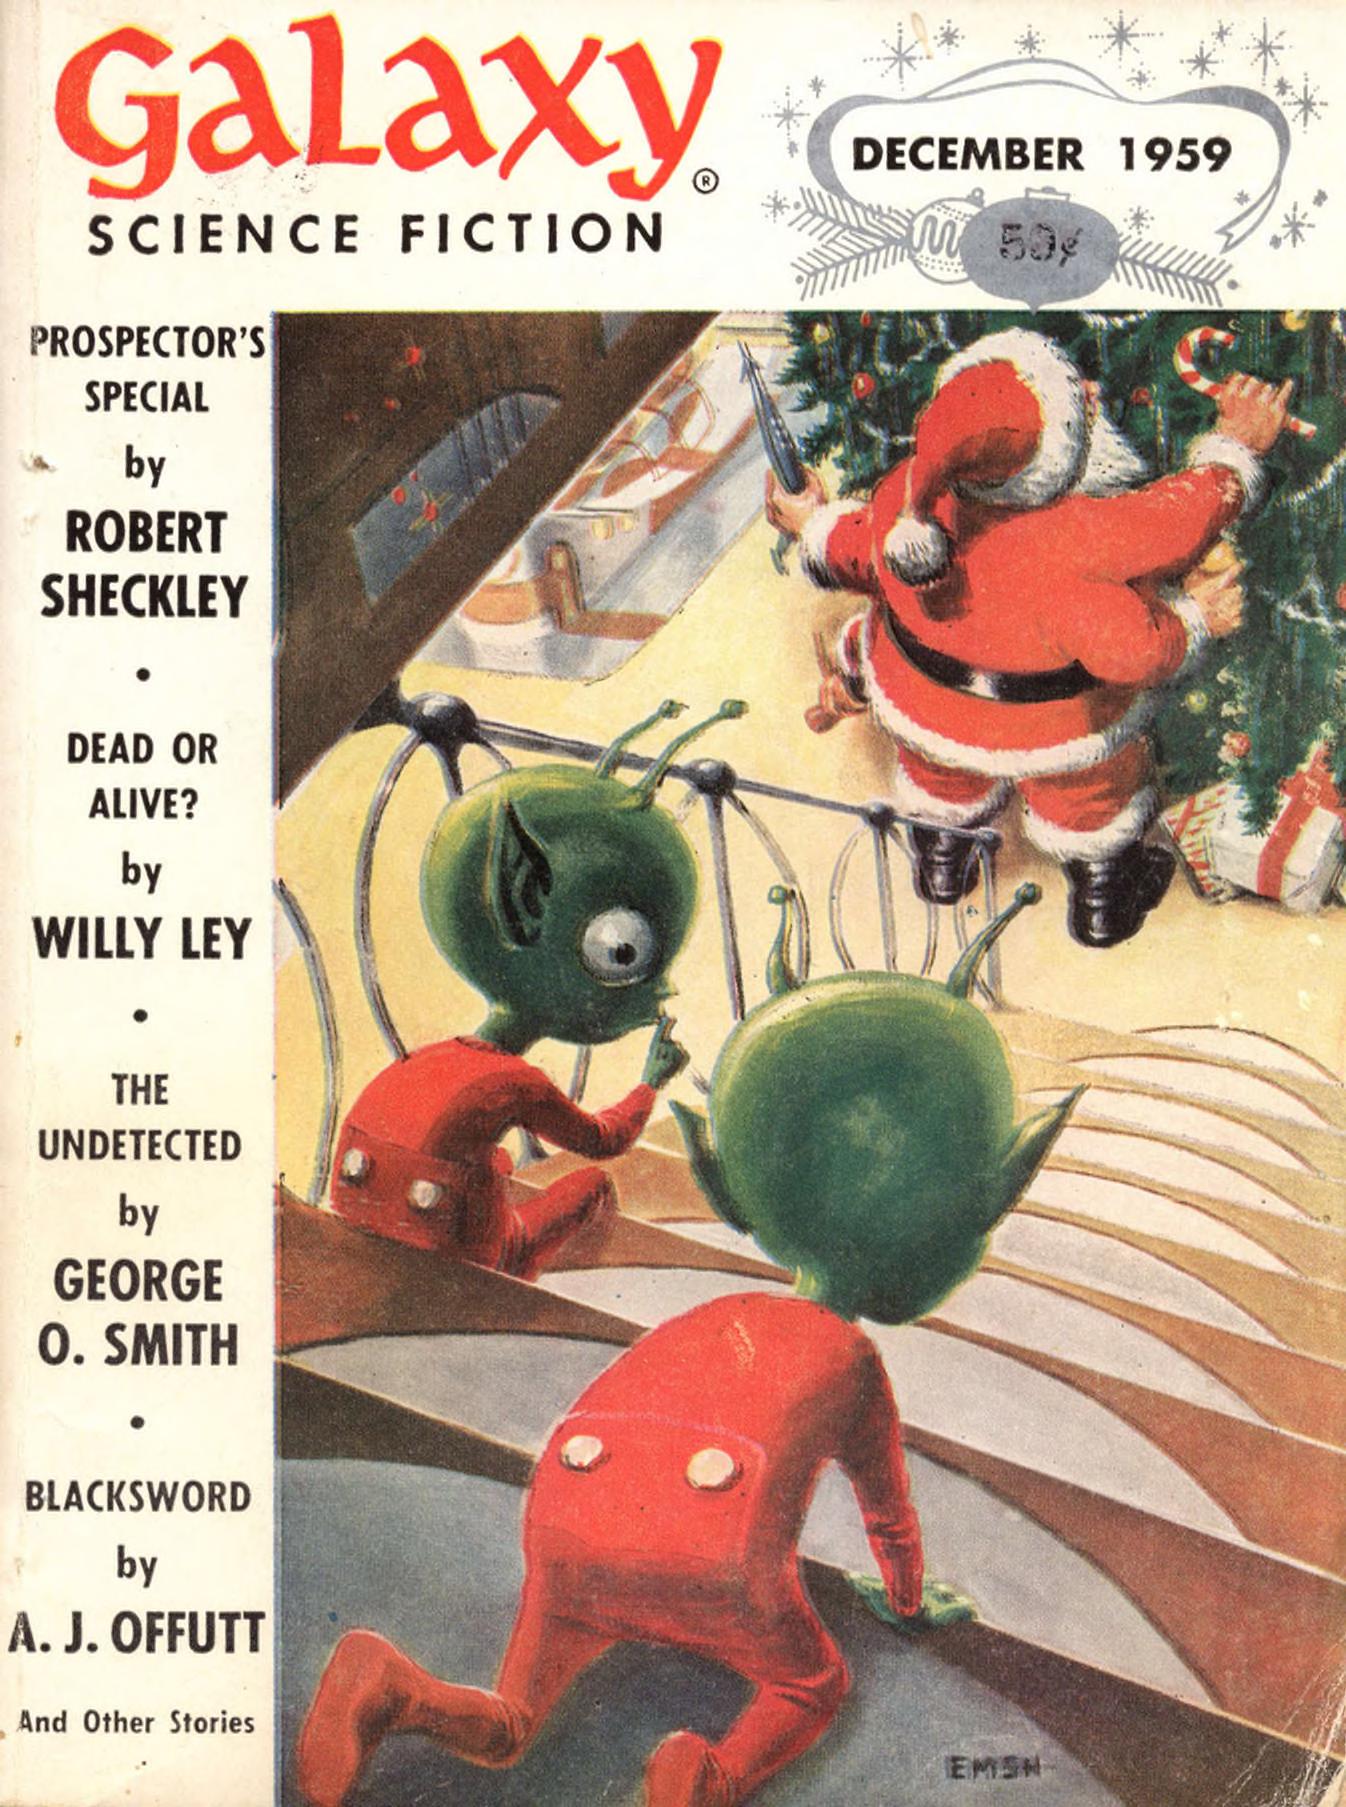 Galaxy®
SCIENCE FICTION
DECEMBER 1959
50¢
PROSPECTOR'S
SPECIAL
by
ROBERT
SHECKLEY
•
DEAD OR
ALIVE?
by
WILLY LEY
•
THE
UNDETECTED
by
GEORGE
O. SMITH
•
BLACKSWORD
by
A. J. OFFUTT
And Other Stories
EMSH